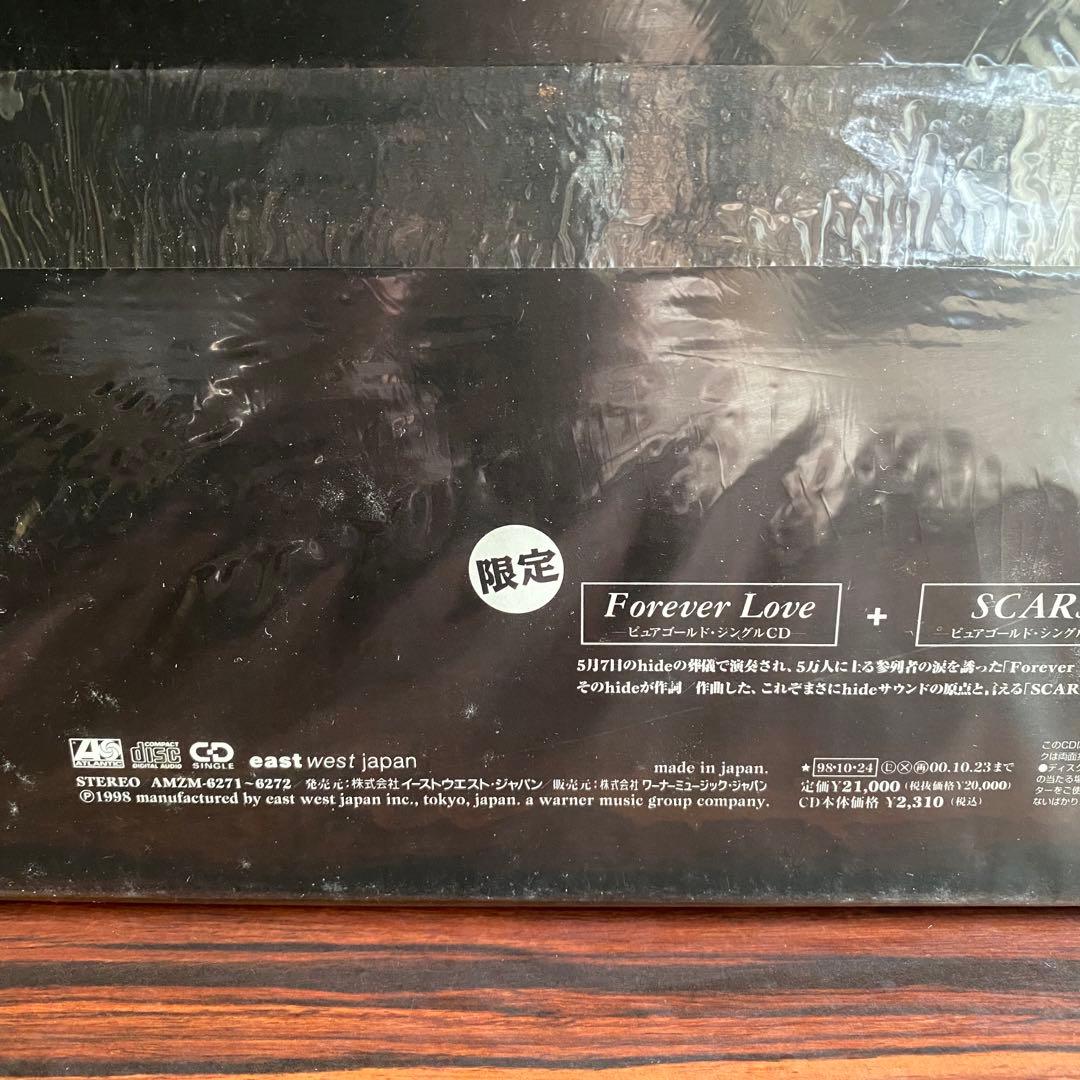 限定
Forever Love
ピュアゴールド・シングルCD
+
SCARS
ピュアゴールド・シングル
5月7日のhideの葬儀で演奏され、5万人に上る参列者の涙を誘った「Forever
そのhideが作詞/作曲した、これぞまさにhideサウンドの原点と言える「SCAR
ATLANTIC
COMPACT disc DIGITAL AUDIO
CD SINGLE
east west japan
made in japan.
STEREO AMZM-6271~6272 発売元:株式会社イーストウエスト・ジャパン 販売元:株式会社ワーナーミュージック・ジャパン
Ⓟ1998 manufactured by east west japan inc., tokyo, japan. a warner music group company.
★98・10・24 ㋪Ⓧ㊥00.10.23まで
定価¥21,000(税抜価格¥20,000)
CD本体価格 ¥2,310(税込)
このCDに
クは両面
●ディスク
の当たる場
ターをご使
ないばかり